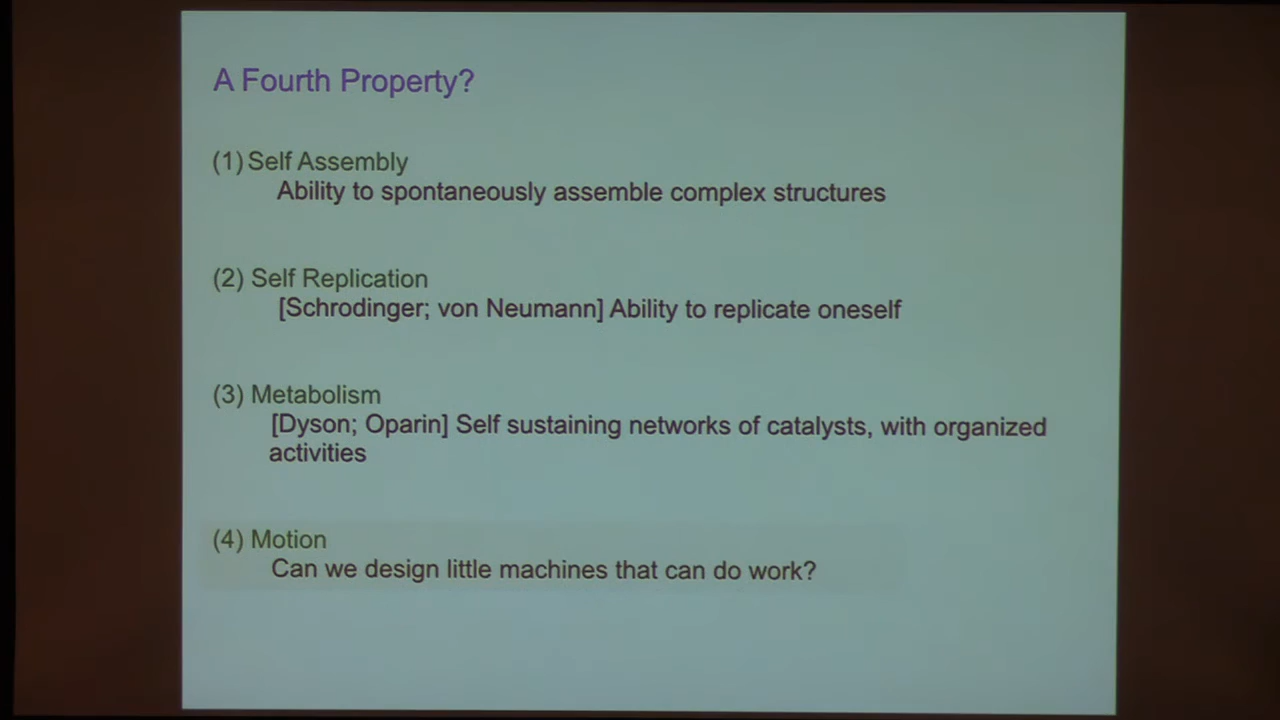 A Fourth Property?
(1) Self Assembly
Ability to spontaneously assemble complex structures
(2) Self Replication
[Schrodinger; von Neumann] Ability to replicate oneself
(3) Metabolism
[Dyson; Oparin] Self sustaining networks of catalysts, with organized
activities
(4) Motion
Can we design little machines that can do work?